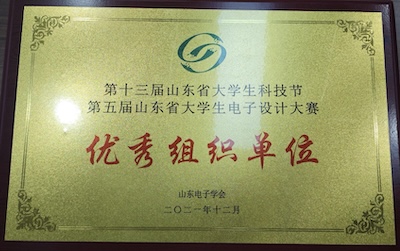 第十三届山东省大学生科技节
第五届山东省大学生电子设计大赛
优秀组织单位
山东电子学会
二〇二一年十二月